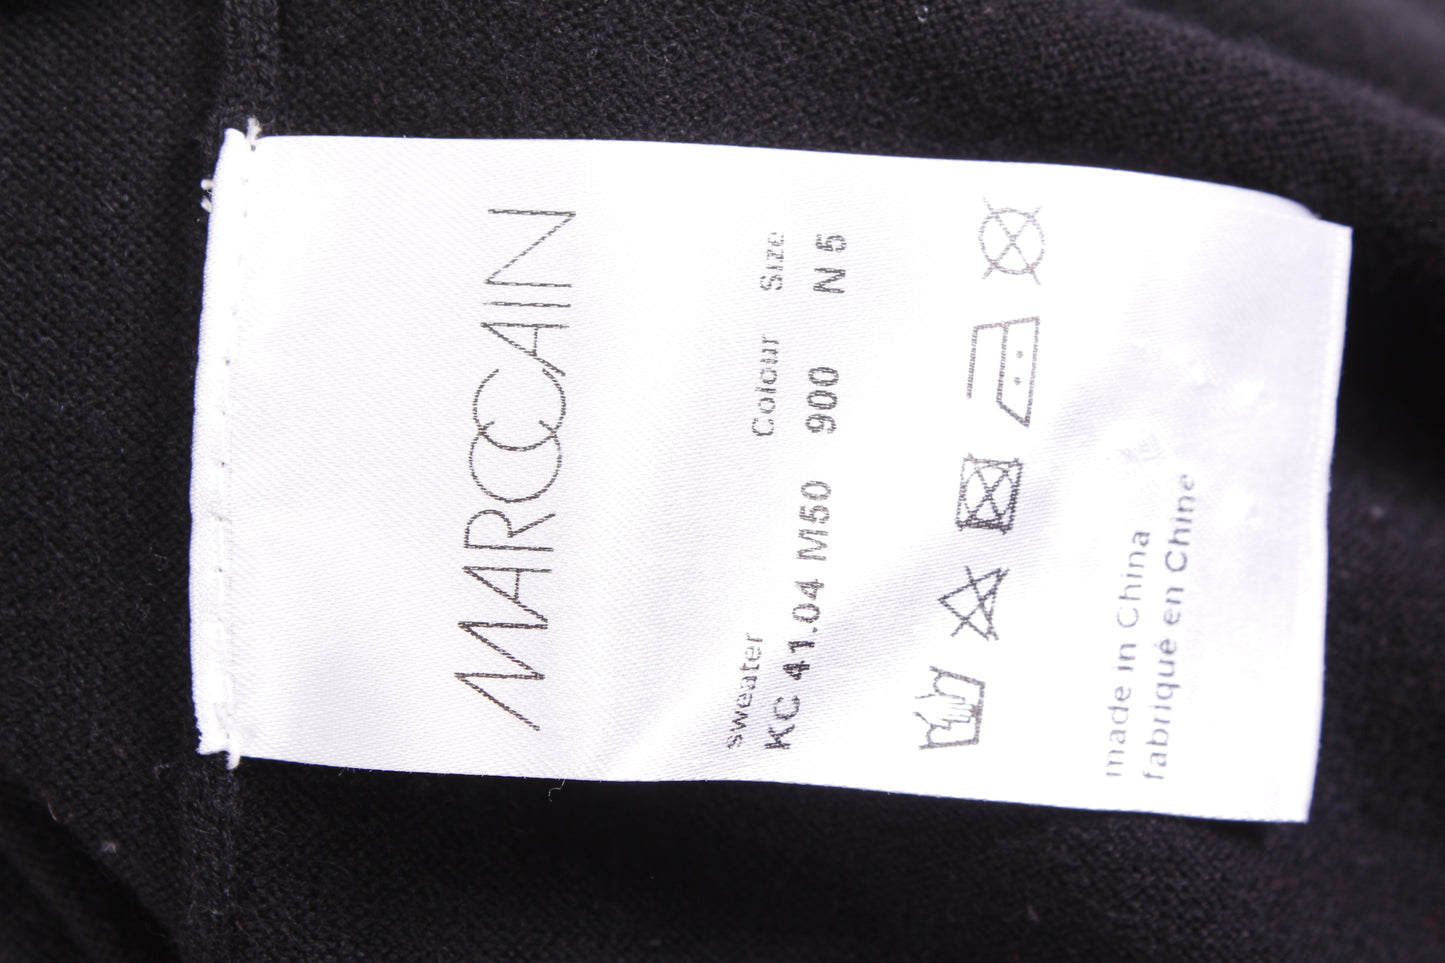 MARCCAIN
sweater Colour Size
KC 41.04 M50 900 N 5
made in China
fabriqué en Chine